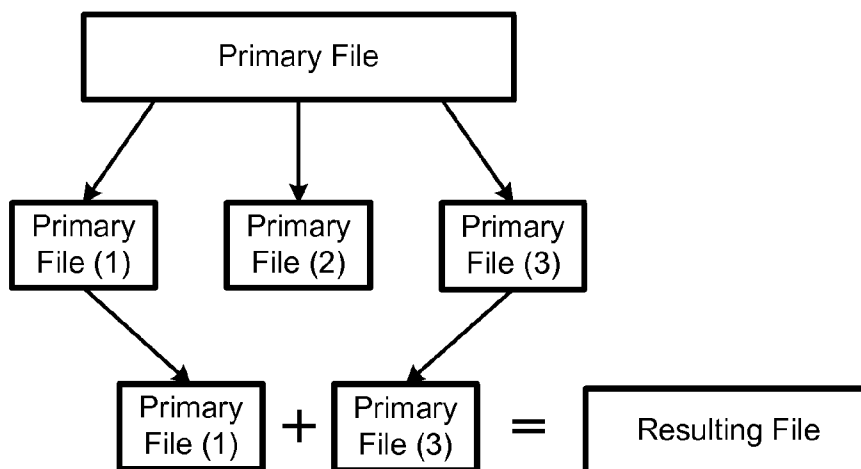 Primary File
Primary
File (1)
Primary
File (2)
Primary
File (3)
Primary
File (1)
+
Primary
File (3)
=
Resulting File